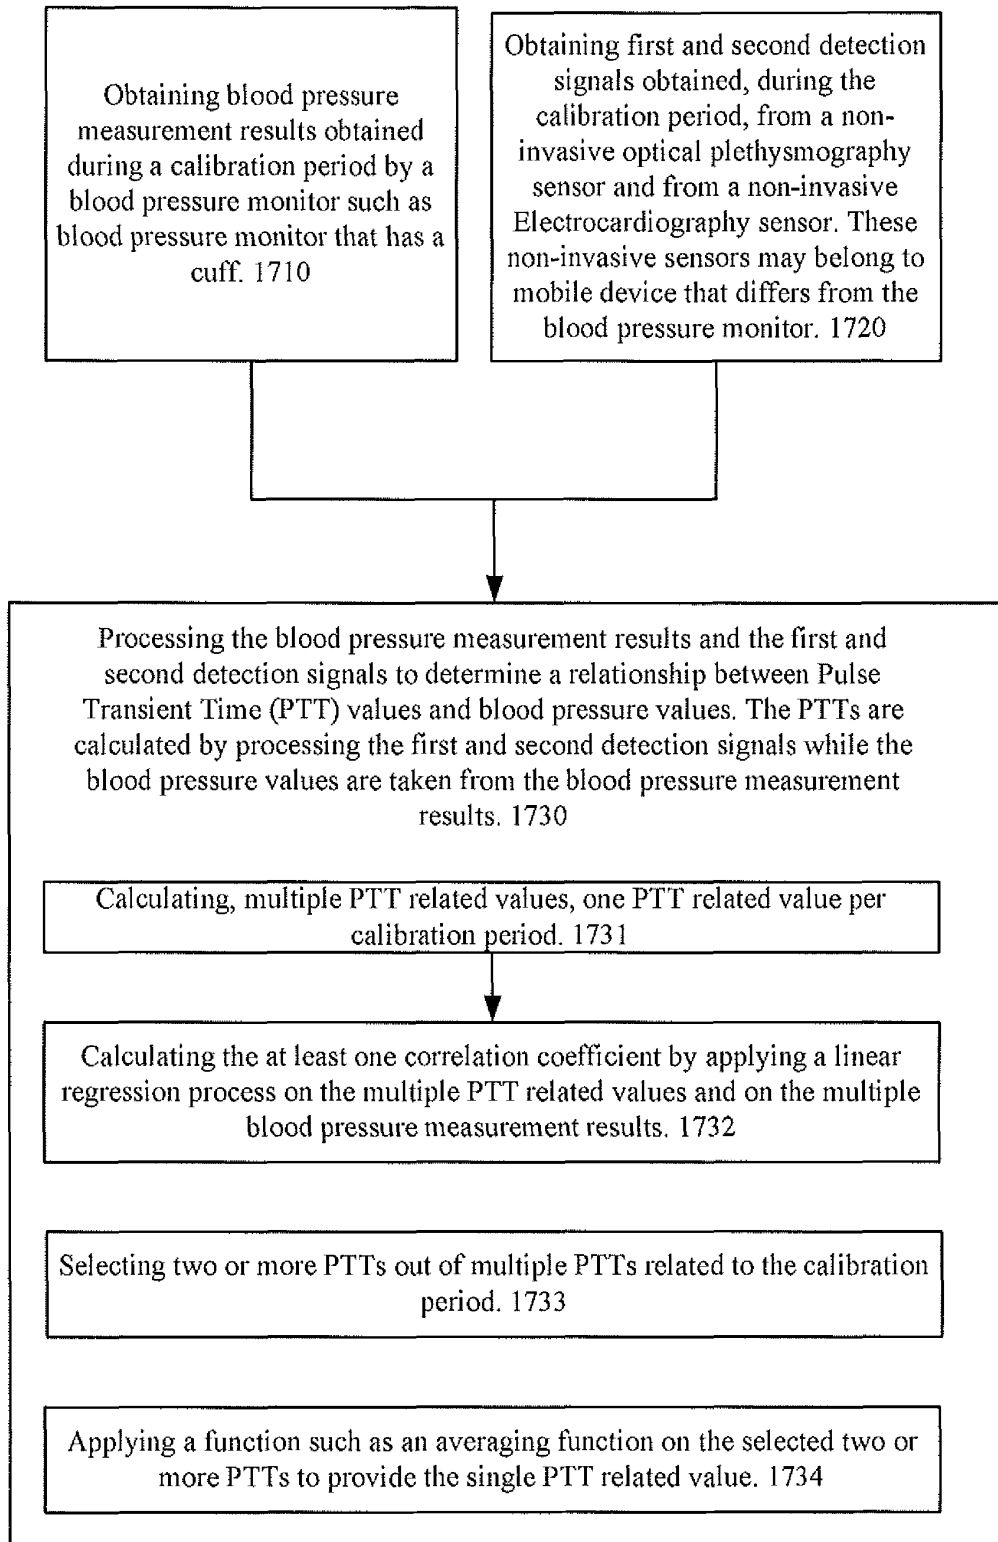 Obtaining blood pressure
measurement results obtained
during a calibration period by a
blood pressure monitor such as
blood pressure monitor that has a
cuff. 1710
Obtaining first and second detection
signals obtained, during the
calibration period, from a non-
invasive optical plethysmography
sensor and from a non-invasive
Electrocardiography sensor. These
non-invasive sensors may belong to
mobile device that differs from the
blood pressure monitor. 1720
Processing the blood pressure measurement results and the first and
second detection signals to determine a relationship between Pulse
Transient Time (PTT) values and blood pressure values. The PTTs are
calculated by processing the first and second detection signals while the
blood pressure values are taken from the blood pressure measurement
results. 1730
Calculating, multiple PTT related values, one PTT related value per
calibration period. 1731
Calculating the at least one correlation coefficient by applying a linear
regression process on the multiple PTT related values and on the multiple
blood pressure measurement results. 1732
Selecting two or more PTTs out of multiple PTTs related to the calibration
period. 1733
Applying a function such as an averaging function on the selected two or
more PTTs to provide the single PTT related value. 1734